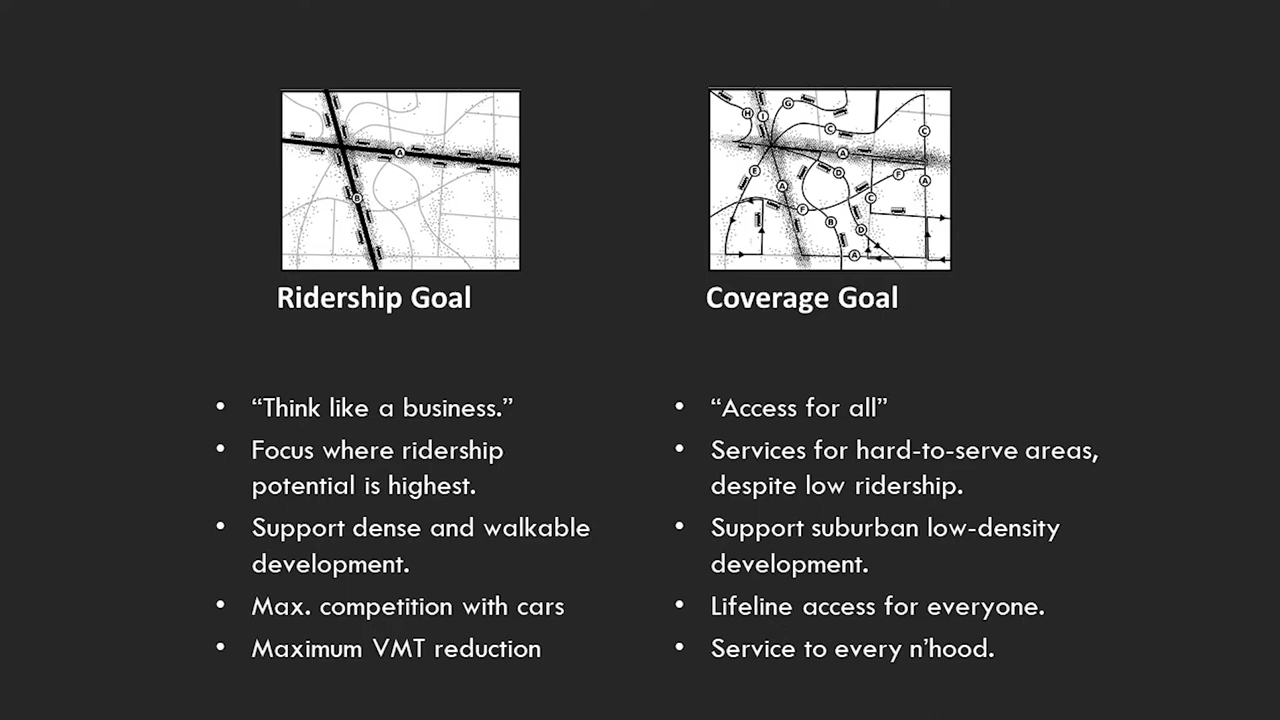 Ridership Goal
• “Think like a business.”
• Focus where ridership
potential is highest.
• Support dense and walkable
development.
• Max. competition with cars
• Maximum VMT reduction
Coverage Goal
• “Access for all”
• Services for hard-to-serve areas,
despite low ridership.
• Support suburban low-density
development.
• Lifeline access for everyone.
• Service to every n’hood.
A
B
H
I
G
C
C
A
E
D
F
A
A
C
F
B
D
A